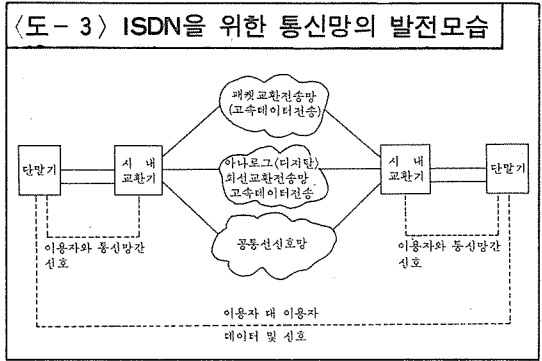 〈도-3〉 ISDN을 위한 통신망의 발전모습
패켓교환전송망
(고속데이터전송)
단말기
시 내
교환기
아나로그〈디지탈〉
회선교환전송망
고속데이터전송
시 내
교환기
단말기
공통선신호망
이용자와 통신망간
신호
이용자와 통신망간
신호
이용자 대 이용자
데이터 및 신호